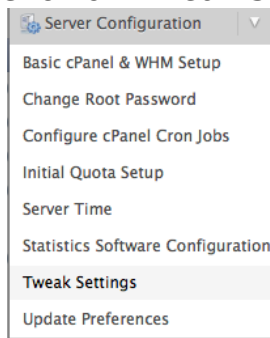 Server Configuration
Basic cPanel & WHM Setup
Change Root Password
Configure cPanel Cron Jobs
Initial Quota Setup
Server Time
Statistics Software Configuration
Tweak Settings
Update Preferences